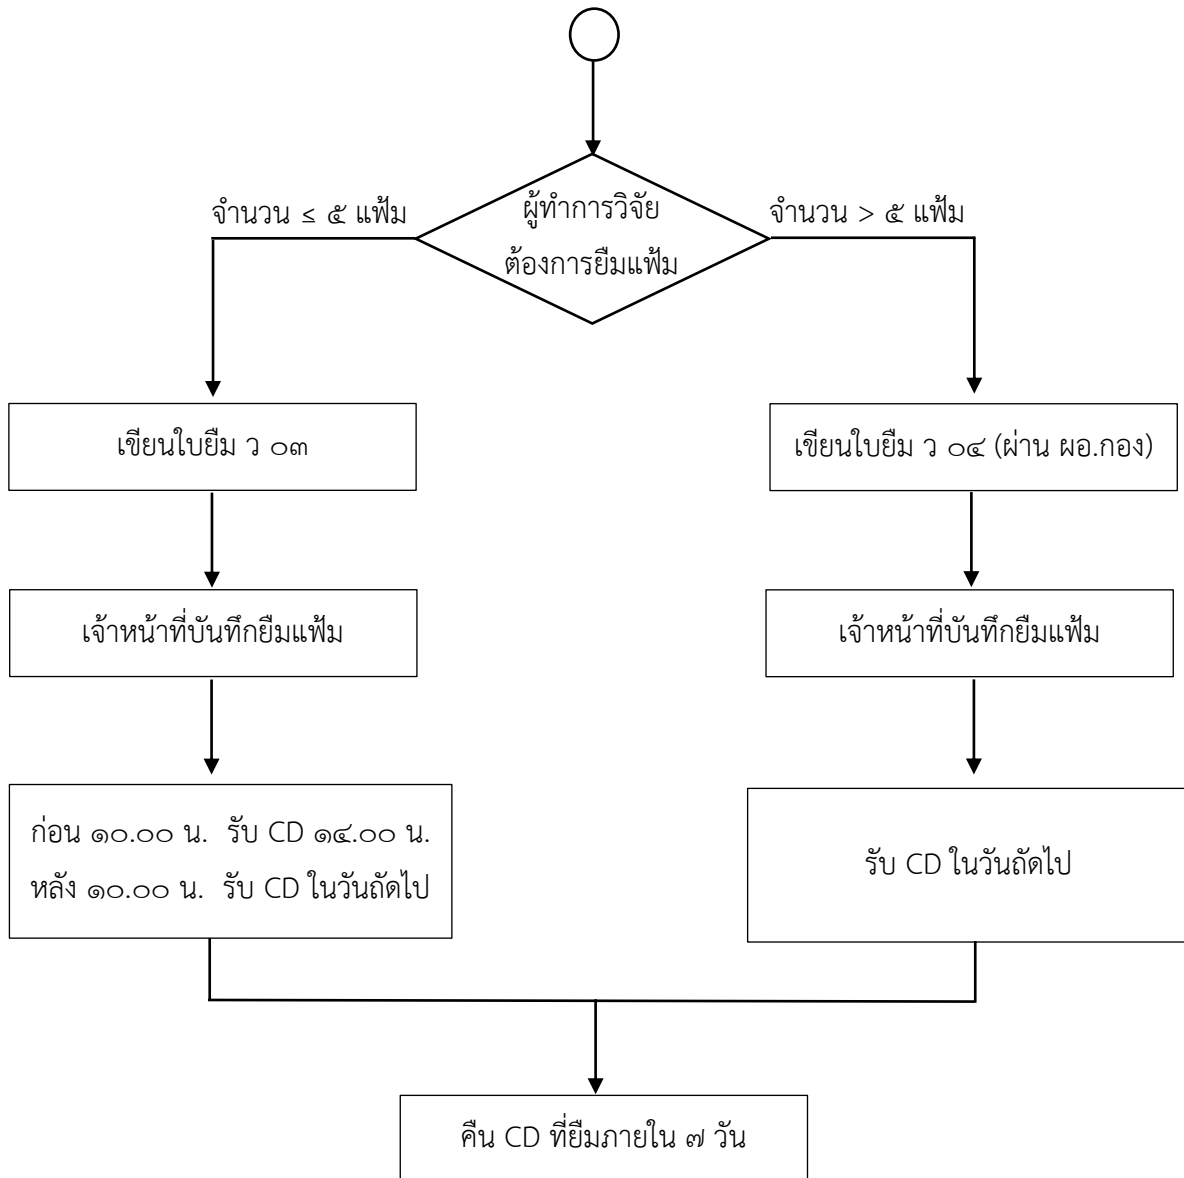 ผู้ทำการวิจัย
ต้องการยืมแฟ้ม
จำนวน ≤ ๕ แฟ้ม
จำนวน > ๕ แฟ้ม
เขียนใบยืม ว ๐๓
เขียนใบยืม ว ๐๔ (ผ่าน ผอ.กอง)
เจ้าหน้าที่บันทึกยืมแฟ้ม
เจ้าหน้าที่บันทึกยืมแฟ้ม
ก่อน ๑๐.๐๐ น. รับ CD ๑๔.๐๐ น.
หลัง ๑๐.๐๐ น. รับ CD ในวันถัดไป
รับ CD ในวันถัดไป
คืน CD ที่ยืมภายใน ๗ วัน